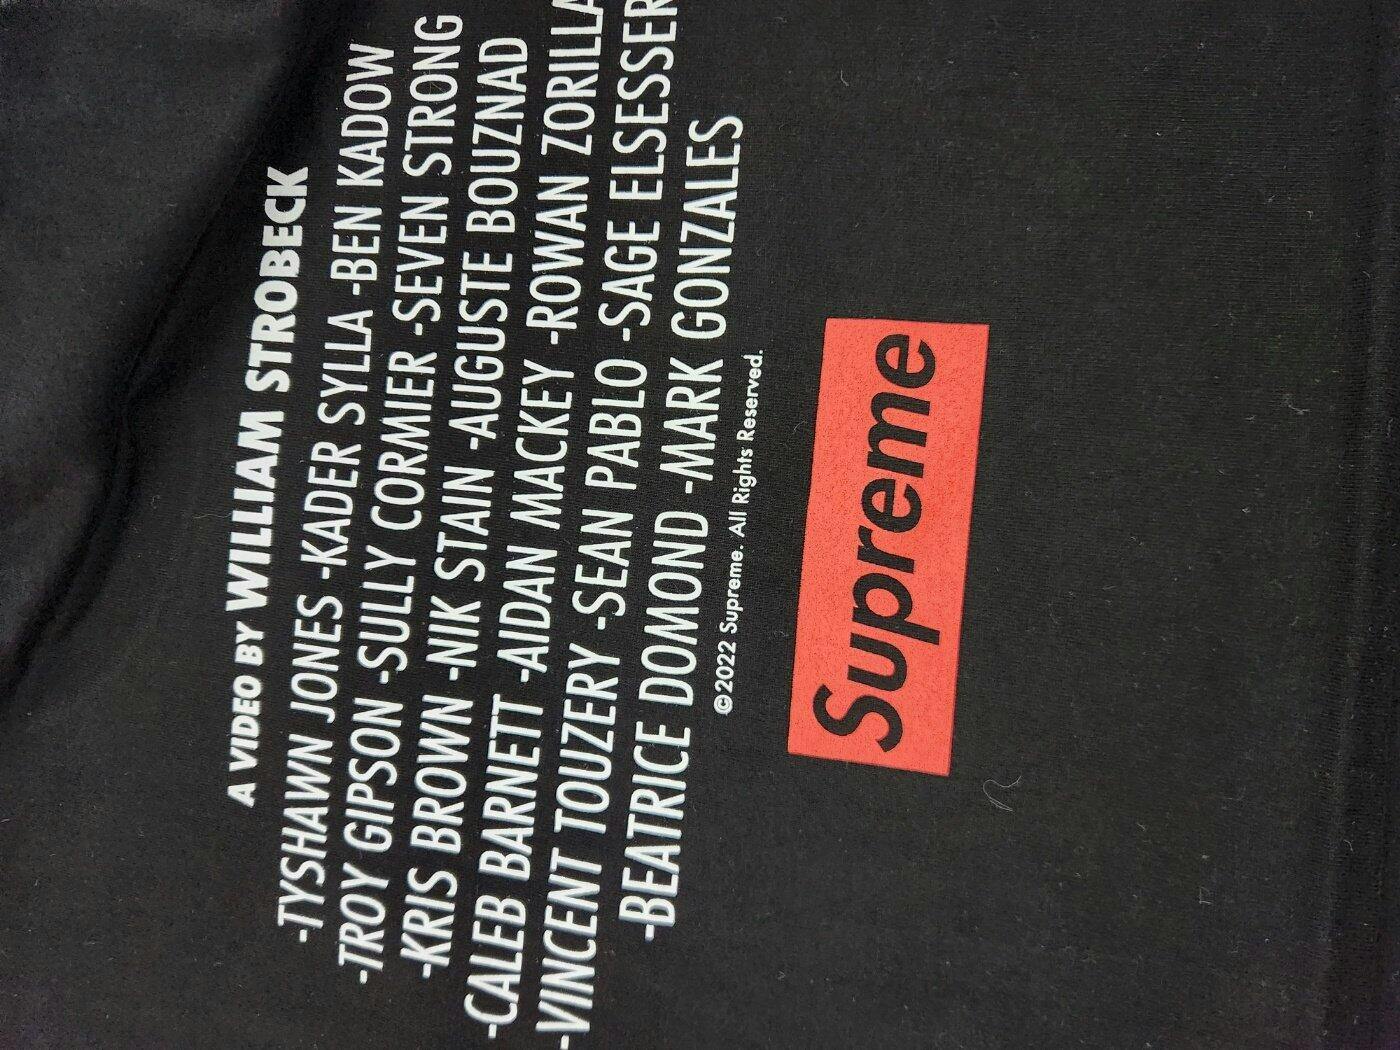 A VIDEO BY WILLIAM STROBECK
-TYSHAWN JONES -KADER SYLLA -BEN KADOW
-TROY GIPSON -SULLY CORMIER -SEVEN STRONG
-KRIS BROWN -NIK STAIN -AUGUSTE BOUZNAD
-CALEB BARNETT -AIDAN MACKEY -ROWAN ZORILLA
-VINCENT TOUZERY -SEAN PABLO -SAGE ELSESSER
-BEATRICE DOMOND -MARK GONZALES
©2022 Supreme. All Rights Reserved.
Supreme